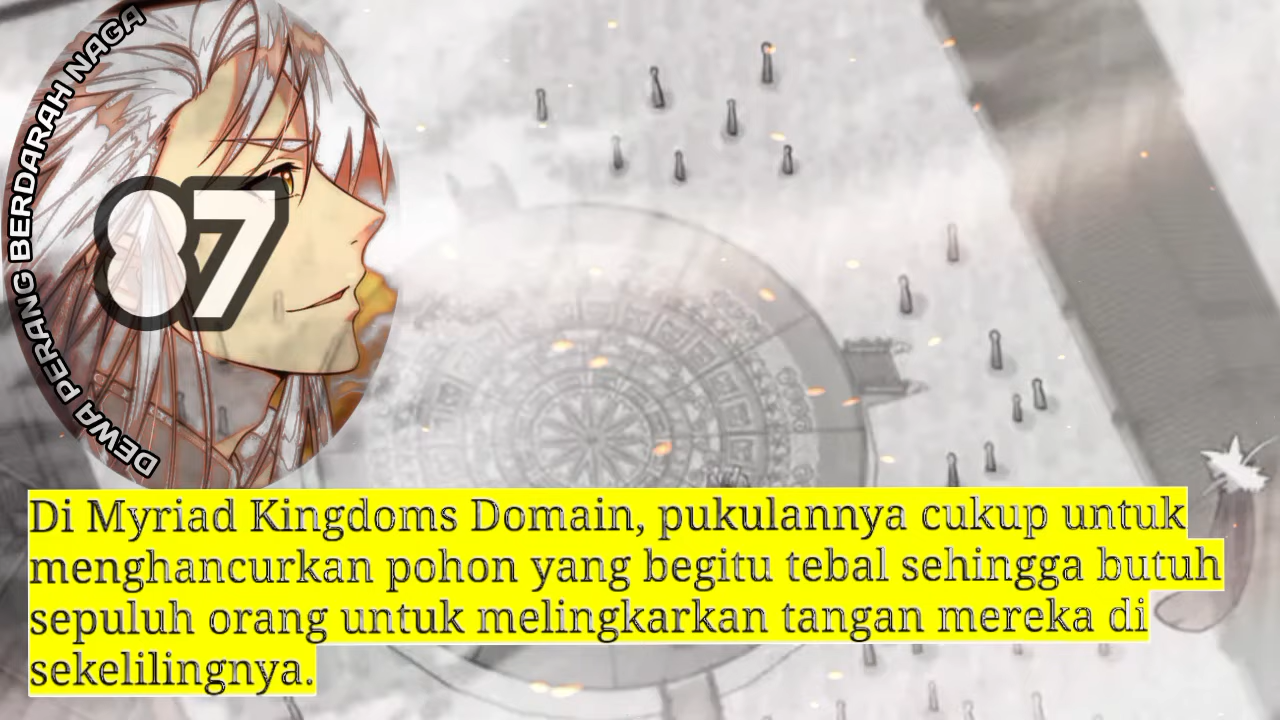 DEWA PERANG BERDARAH NAGA
87
Di Myriad Kingdoms Domain, pukulannya cukup untuk
menghancurkan pohon yang begitu tebal sehingga butuh
sepuluh orang untuk melingkarkan tangan mereka di
sekelilingnya.